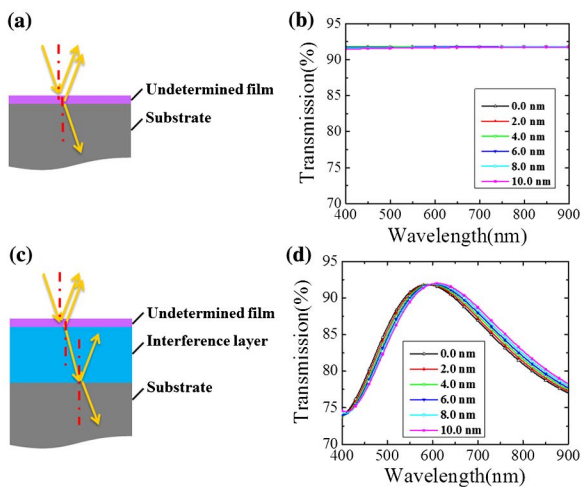 (a)
Undetermined film
Substrate
(b)
Transmission(%)
95
90
85
80
75
70
0.0 nm
2.0 nm
4.0 nm
6.0 nm
8.0 nm
10.0 nm
400 500 600 700 800 900
Wavelength(nm)
(c)
Undetermined film
Interference layer
Substrate
(d)
Transmission(%)
95
90
85
80
75
70
0.0 nm
2.0 nm
4.0 nm
6.0 nm
8.0 nm
10.0 nm
400 500 600 700 800 900
Wavelength(nm)